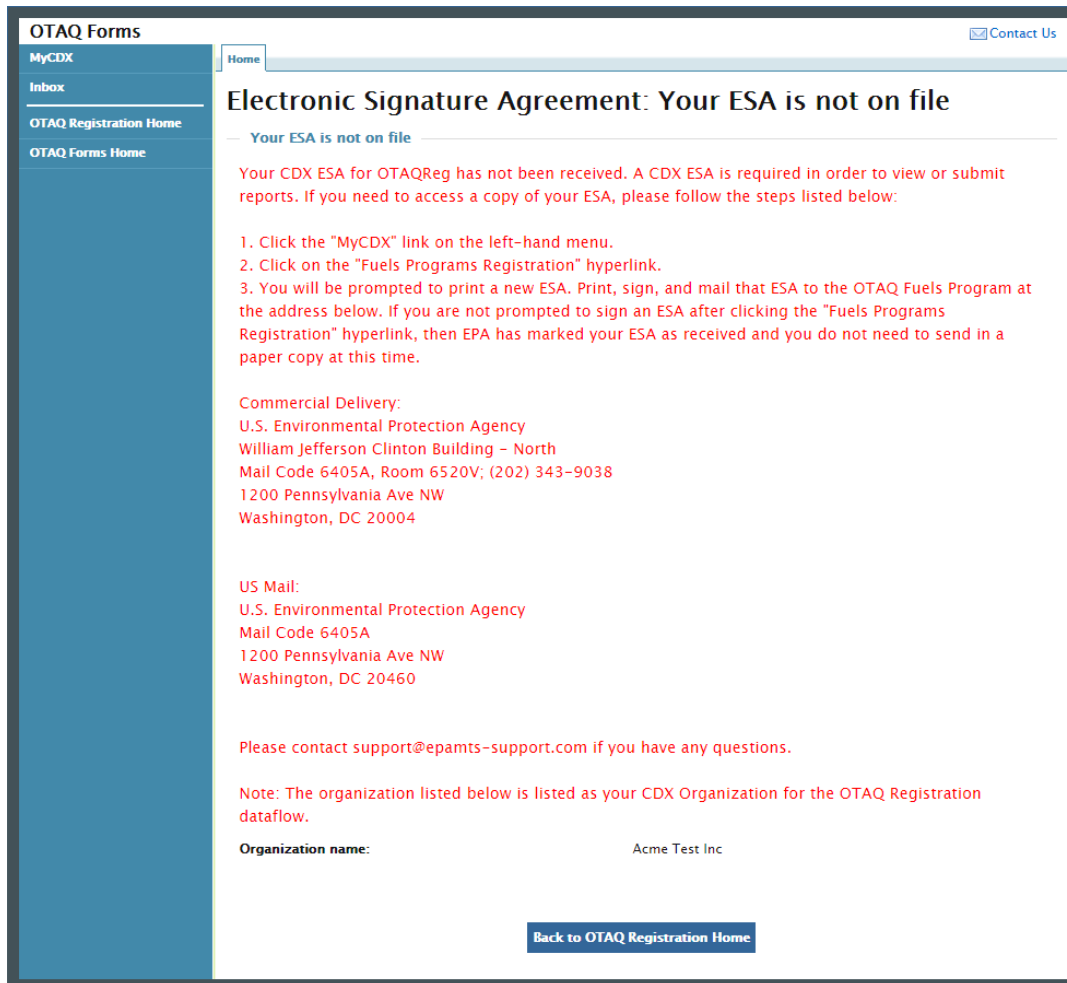 OTAQ Forms
Contact Us
MyCDX
Inbox
OTAQ Registration Home
OTAQ Forms Home
Home
Electronic Signature Agreement: Your ESA is not on file
Your ESA is not on file
Your CDX ESA for OTAQReg has not been received. A CDX ESA is required in order to view or submit
reports. If you need to access a copy of your ESA, please follow the steps listed below:
1. Click the "MyCDX" link on the left-hand menu.
2. Click on the "Fuels Programs Registration" hyperlink.
3. You will be prompted to print a new ESA. Print, sign, and mail that ESA to the OTAQ Fuels Program at
the address below. If you are not prompted to sign an ESA after clicking the "Fuels Programs
Registration" hyperlink, then EPA has marked your ESA as received and you do not need to send in a
paper copy at this time.
Commercial Delivery:
U.S. Environmental Protection Agency
William Jefferson Clinton Building - North
Mail Code 6405A, Room 6520V; (202) 343-9038
1200 Pennsylvania Ave NW
Washington, DC 20004
US Mail:
U.S. Environmental Protection Agency
Mail Code 6405A
1200 Pennsylvania Ave NW
Washington, DC 20460
Please contact support@epamts-support.com if you have any questions.
Note: The organization listed below is listed as your CDX Organization for the OTAQ Registration
dataflow.
Organization name: Acme Test Inc
Back to OTAQ Registration Home